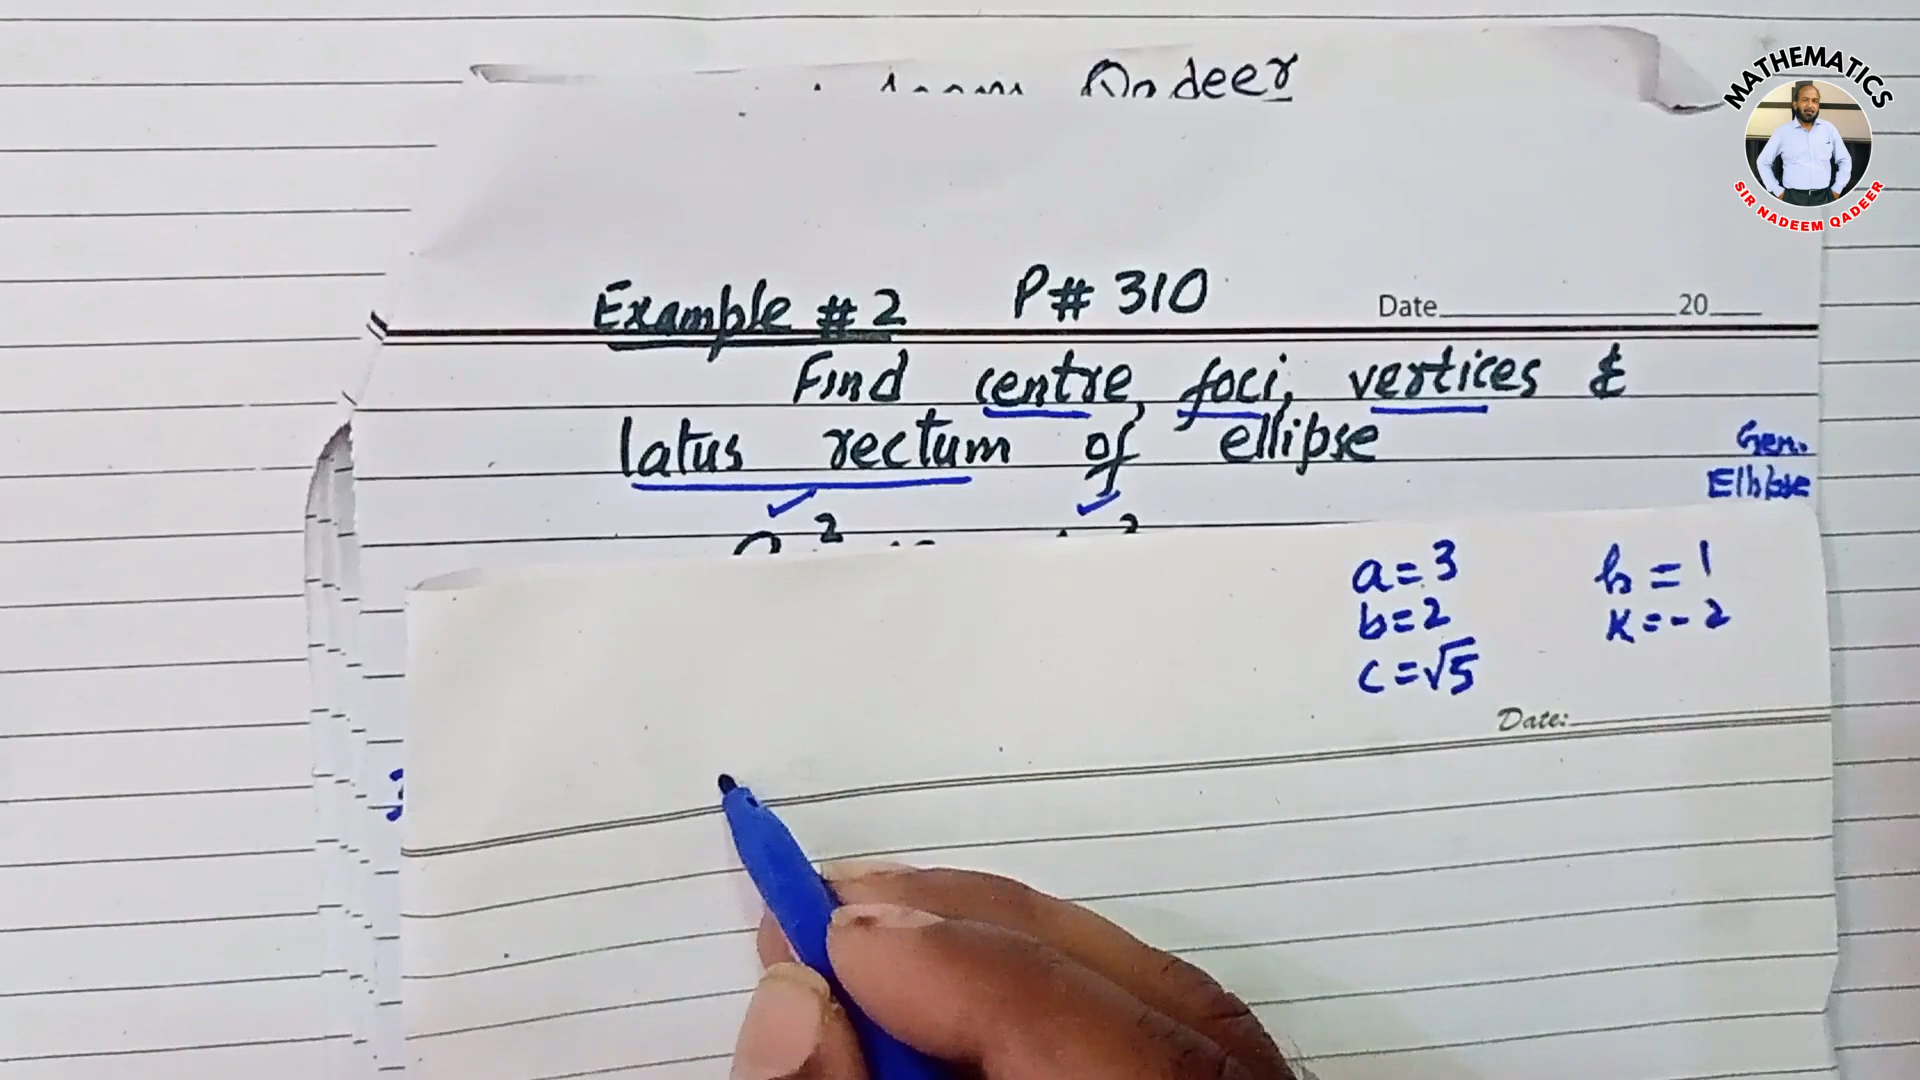 Qadeer
MATHEMATICS
SIR NADEEM QADEER
Example # 2 P# 310
Date 20
Find centre, foci, vertices &
latus rectum of ellipse
Gen.
Ellipse
a = 3 h = 1
b = 2 K = - 2
c = √5
Date: